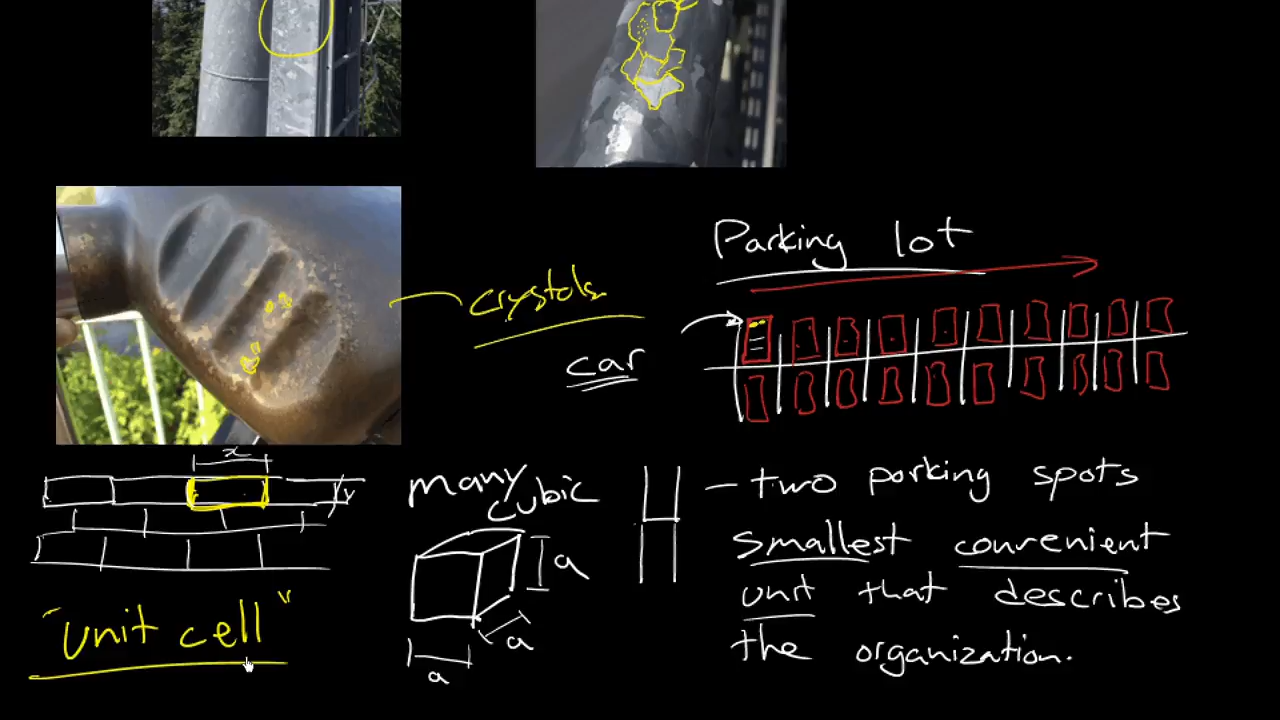 Parking lot
crystals
car
x
y
many
cubic
a
a
a
- two parking spots
smallest convenient
unit that describes
the organization.
"unit cell"